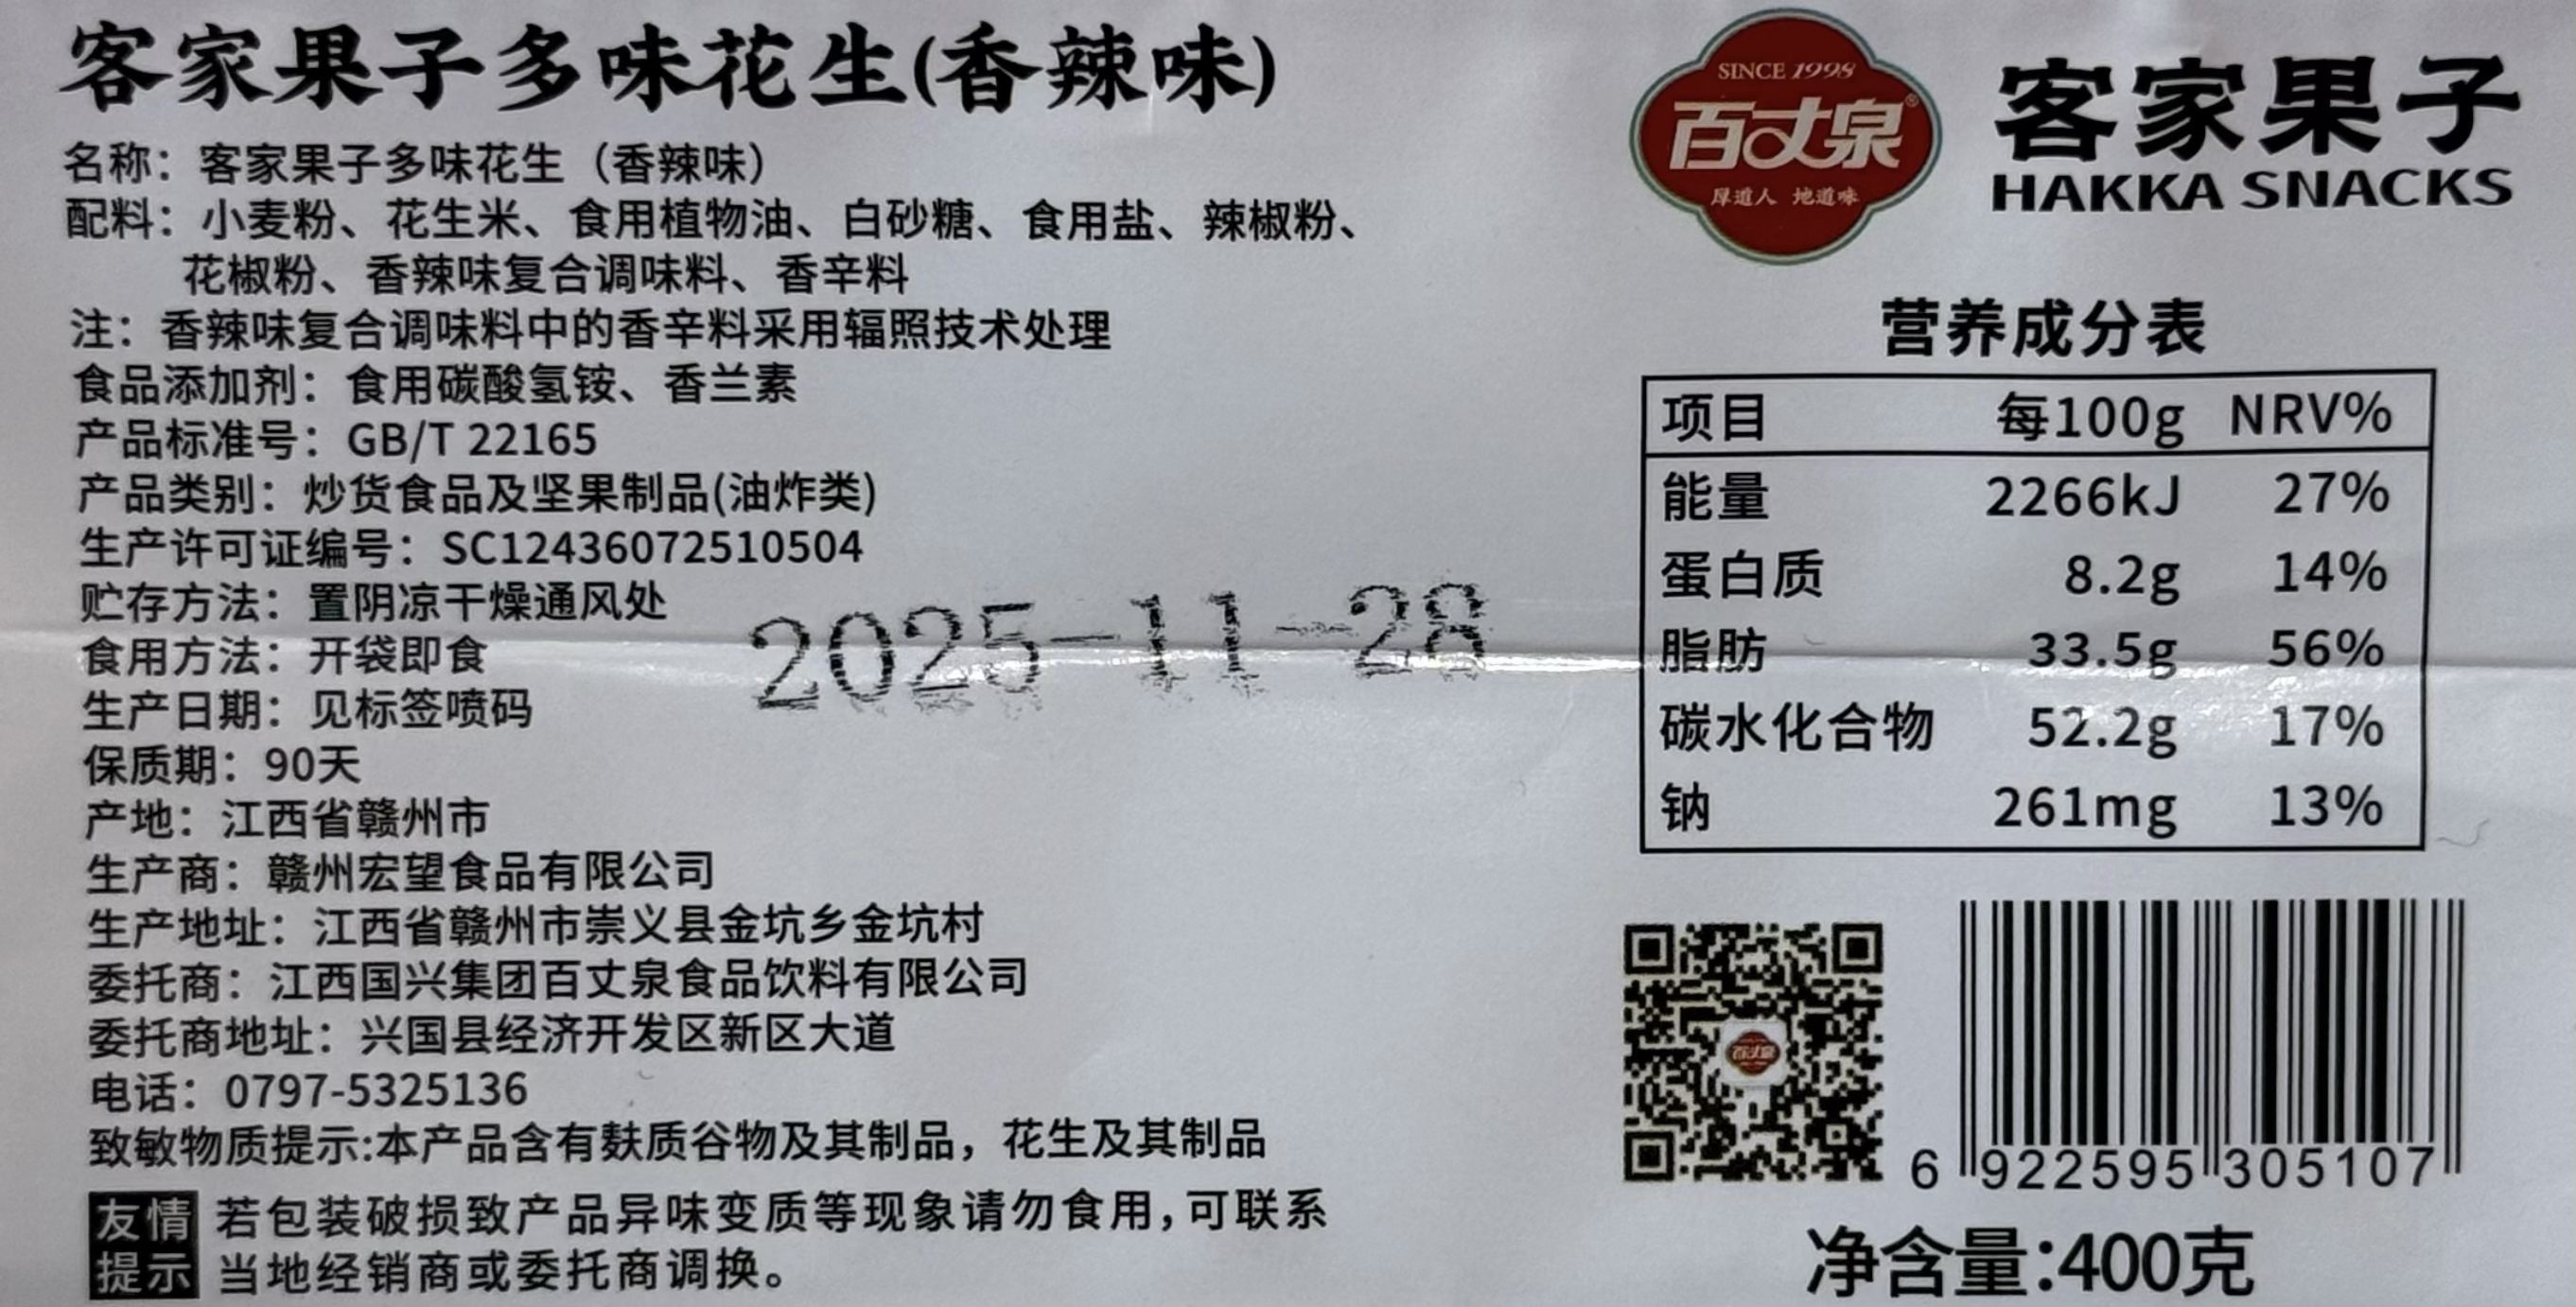 客家果子多味花生(香辣味)
名称：客家果子多味花生（香辣味）
配料：小麦粉、花生米、食用植物油、白砂糖、食用盐、辣椒粉、
花椒粉、香辣味复合调味料、香辛料
注：香辣味复合调味料中的香辛料采用辐照技术处理
食品添加剂：食用碳酸氢铵、香兰素
产品标准号：GB/T 22165
产品类别：炒货食品及坚果制品(油炸类)
生产许可证编号：SC12436072510504
贮存方法：置阴凉干燥通风处
食用方法：开袋即食
生产日期：见标签喷码
2025-11-28
保质期：90天
产地：江西省赣州市
生产商：赣州宏望食品有限公司
生产地址：江西省赣州市崇义县金坑乡金坑村
委托商：江西国兴集团百丈泉食品饮料有限公司
委托商地址：兴国县经济开发区新区大道
电话：0797-5325136
致敏物质提示:本产品含有麸质谷物及其制品，花生及其制品
友情提示
若包装破损致产品异味变质等现象请勿食用,可联系
当地经销商或委托商调换。
SINCE 1998
百丈泉®
厚道人 地道味
客家果子
HAKKA SNACKS
营养成分表
项目 每100g NRV%
能量 2266kJ 27%
蛋白质 8.2g 14%
脂肪 33.5g 56%
碳水化合物 52.2g 17%
钠 261mg 13%
百丈泉
6 922595 305107
净含量:400克